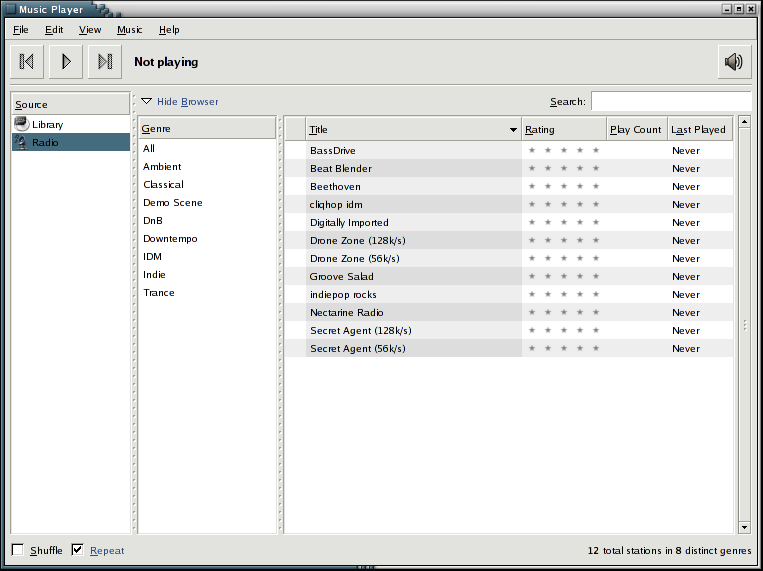 Music Player
File Edit View Music Help
Not playing
Source
Library
Radio
Hide Browser
Search:
Genre
All
Ambient
Classical
Demo Scene
DnB
Downtempo
IDM
Indie
Trance
Title Rating Play Count Last Played
BassDrive Never
Beat Blender Never
Beethoven Never
cliqhop idm Never
Digitally Imported Never
Drone Zone (128k/s) Never
Drone Zone (56k/s) Never
Groove Salad Never
indiepop rocks Never
Nectarine Radio Never
Secret Agent (128k/s) Never
Secret Agent (56k/s) Never
Shuffle Repeat
12 total stations in 8 distinct genres